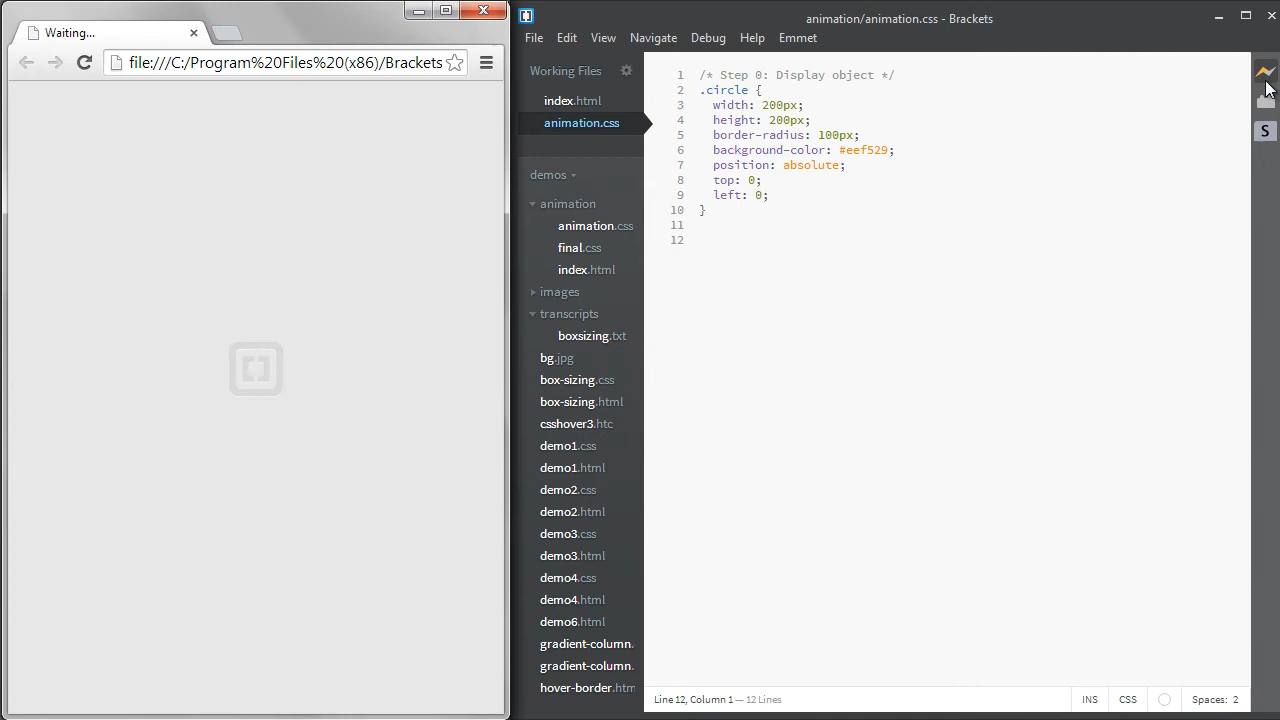 Waiting...
file:///C:/Program%20Files%20(x86)/Brackets
animation/animation.css - Brackets
File Edit View Navigate Debug Help Emmet
Working Files
index.html
animation.css
demos
animation
animation.css
final.css
index.html
images
transcripts
boxsizing.txt
bg.jpg
box-sizing.css
box-sizing.html
csshover3.htc
demo1.css
demo1.html
demo2.css
demo2.html
demo3.css
demo3.html
demo4.css
demo4.html
demo6.html
gradient-column.
gradient-column.
hover-border.htm
1 /* Step 0: Display object */
2 .circle {
3 width: 200px;
4 height: 200px;
5 border-radius: 100px;
6 background-color: #eef529;
7 position: absolute;
8 top: 0;
9 left: 0;
10 }
11
12
S
Line 12, Column 1 — 12 Lines
INS CSS Spaces: 2